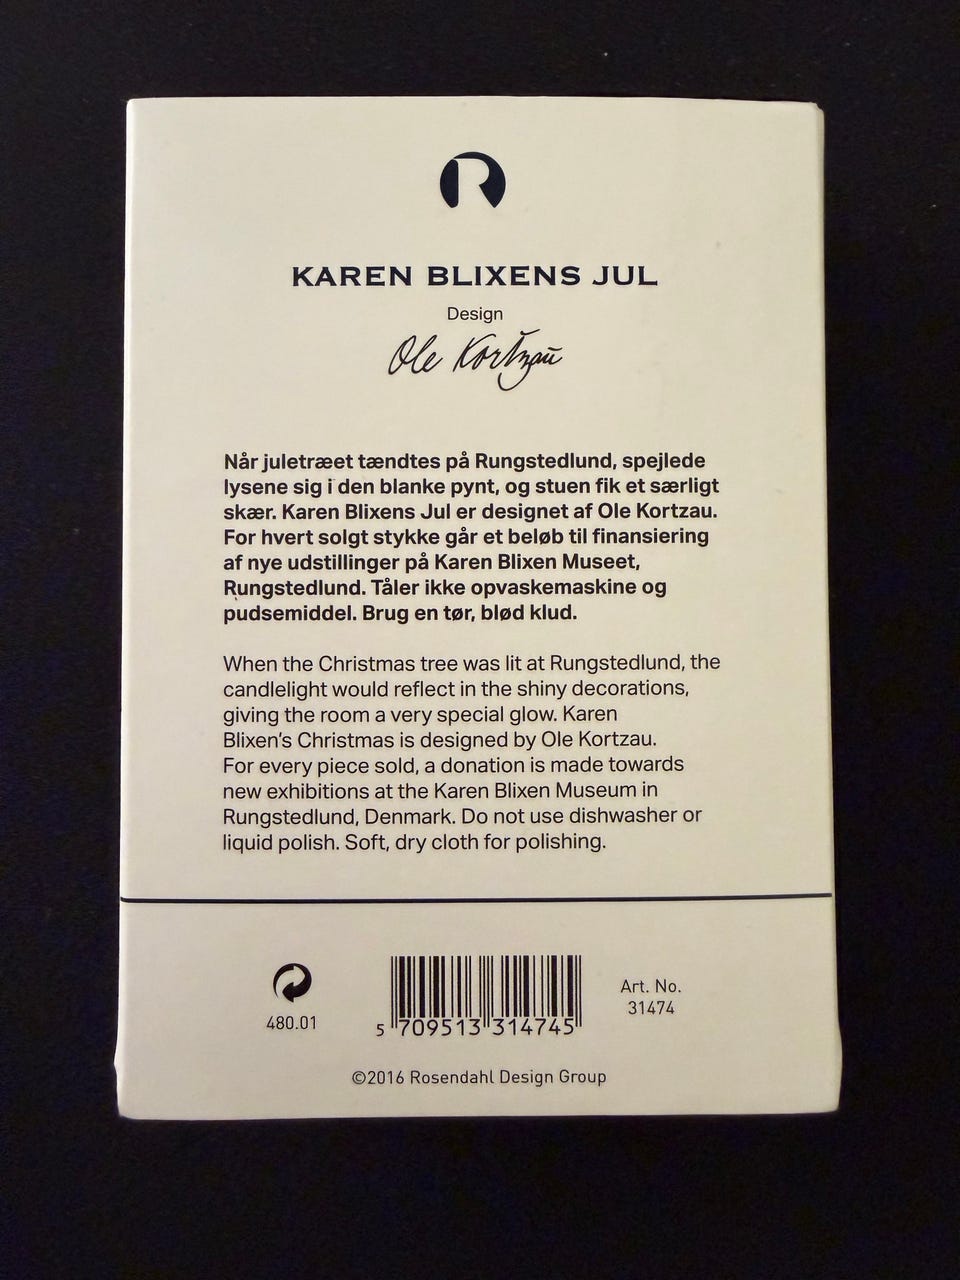 R
KAREN BLIXENS JUL
Design
Ole Kortzau
Når juletræet tændtes på Rungstedlund, spejlede
lysene sig i den blanke pynt, og stuen fik et særligt
skær. Karen Blixens Jul er designet af Ole Kortzau.
For hvert solgt stykke går et beløb til finansiering
af nye udstillinger på Karen Blixen Museet,
Rungstedlund. Tåler ikke opvaskemaskine og
pudsemiddel. Brug en tør, blød klud.
When the Christmas tree was lit at Rungstedlund, the
candlelight would reflect in the shiny decorations,
giving the room a very special glow. Karen
Blixen's Christmas is designed by Ole Kortzau.
For every piece sold, a donation is made towards
new exhibitions at the Karen Blixen Museum in
Rungstedlund, Denmark. Do not use dishwasher or
liquid polish. Soft, dry cloth for polishing.
480.01
5 709513 314745
Art. No.
31474
©2016 Rosendahl Design Group